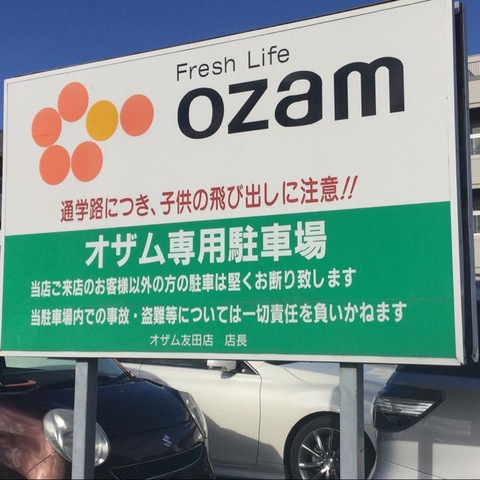 Fresh Life
ozam
通学路につき、子供の飛び出しに注意!!
オザム専用駐車場
当店ご来店のお客様以外の方の駐車は堅くお断り致します
当駐車場内での事故・盗難等については一切責任を負いかねます
オザム友田店 店長